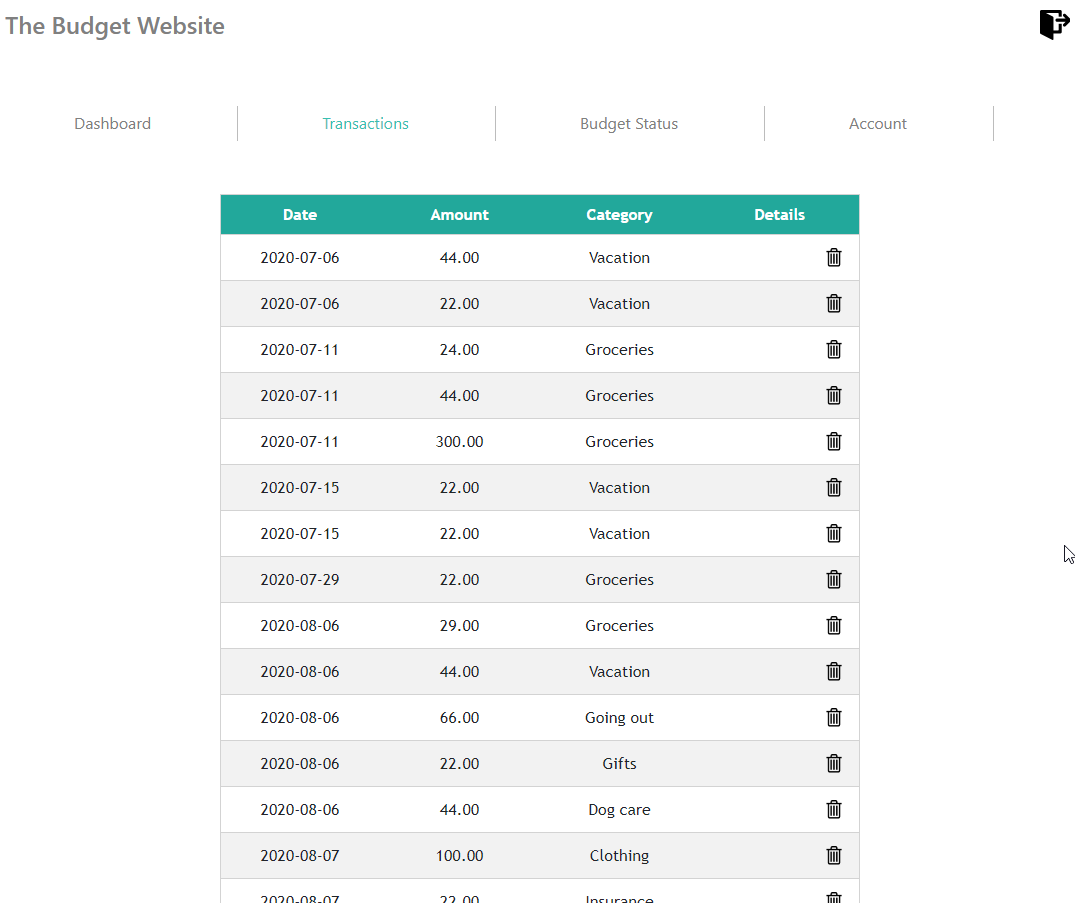 The Budget Website
Dashboard Transactions Budget Status Account
Date Amount Category Details
2020-07-06 44.00 Vacation
2020-07-06 22.00 Vacation
2020-07-11 24.00 Groceries
2020-07-11 44.00 Groceries
2020-07-11 300.00 Groceries
2020-07-15 22.00 Vacation
2020-07-15 22.00 Vacation
2020-07-29 22.00 Groceries
2020-08-06 29.00 Groceries
2020-08-06 44.00 Vacation
2020-08-06 66.00 Going out
2020-08-06 22.00 Gifts
2020-08-06 44.00 Dog care
2020-08-07 100.00 Clothing
2020-08-07 22.00 Insurance